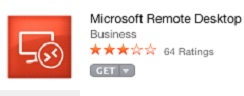 Microsoft Remote Desktop
Business
64 Ratings
GET